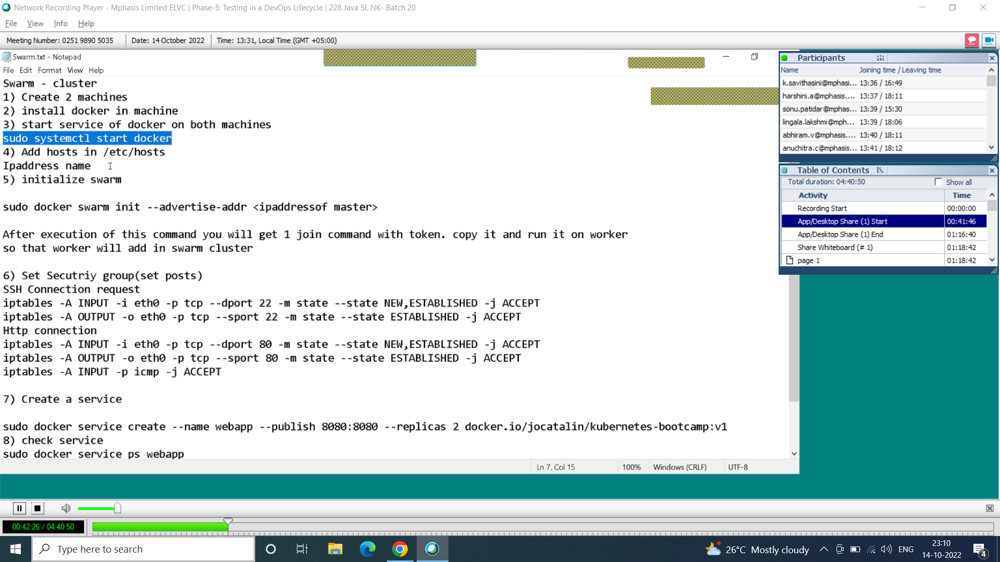 Network Recording Player - Mphasis Limited ELVC | Phase-5: Testing in a DevOps Lifecycle | 228 Java SL NK- Batch 20
File View Info Help
Meeting Number: 0251 9890 5035 Date: 14 October 2022 Time: 13:31, Local Time (GMT +05:00)
Swarm.txt - Notepad
File Edit Format View Help
Swarm - cluster
1) Create 2 machines
2) install docker in machine
3) start service of docker on both machines
sudo systemctl start docker
4) Add hosts in /etc/hosts
Ipaddress name
5) initialize swarm
sudo docker swarm init --advertise-addr <ipaddressof master>
After execution of this command you will get 1 join command with token. copy it and run it on worker
so that worker will add in swarm cluster
6) Set Secutriy group(set posts)
SSH Connection request
iptables -A INPUT -i eth0 -p tcp --dport 22 -m state --state NEW,ESTABLISHED -j ACCEPT
iptables -A OUTPUT -o eth0 -p tcp --sport 22 -m state --state ESTABLISHED -j ACCEPT
Http connection
iptables -A INPUT -i eth0 -p tcp --dport 80 -m state --state NEW,ESTABLISHED -j ACCEPT
iptables -A OUTPUT -o eth0 -p tcp --sport 80 -m state --state ESTABLISHED -j ACCEPT
iptables -A INPUT -p icmp -j ACCEPT
7) Create a service
sudo docker service create --name webapp --publish 8080:8080 --replicas 2 docker.io/jocatalin/kubernetes-bootcamp:v1
8) check service
sudo docker service ps webapp
Ln 7, Col 15 100% Windows (CRLF) UTF-8
Participants
Name Joining time / Leaving time
k.savithasini@mphasi... 13:36 / 16:49
harshini.a@mphasis.... 13:37 / 18:11
sonu.patidar@mphas... 13:39 / 15:30
lingala.lakshmi@mph... 13:39 / 18:06
abhiram.v@mphasis.... 13:40 / 18:11
anuchitra.c@mphasis... 13:41 / 18:12
Table of Contents
Total duration: 04:40:50 Show all
Activity Time
Recording Start 00:00:00
App/Desktop Share (1) Start 00:41:46
App/Desktop Share (1) End 01:16:40
Share Whiteboard (# 1) 01:18:42
page 1 01:18:42
00:42:26 / 04:40:50
Type here to search
26°C Mostly cloudy
ENG
23:10
14-10-2022
4